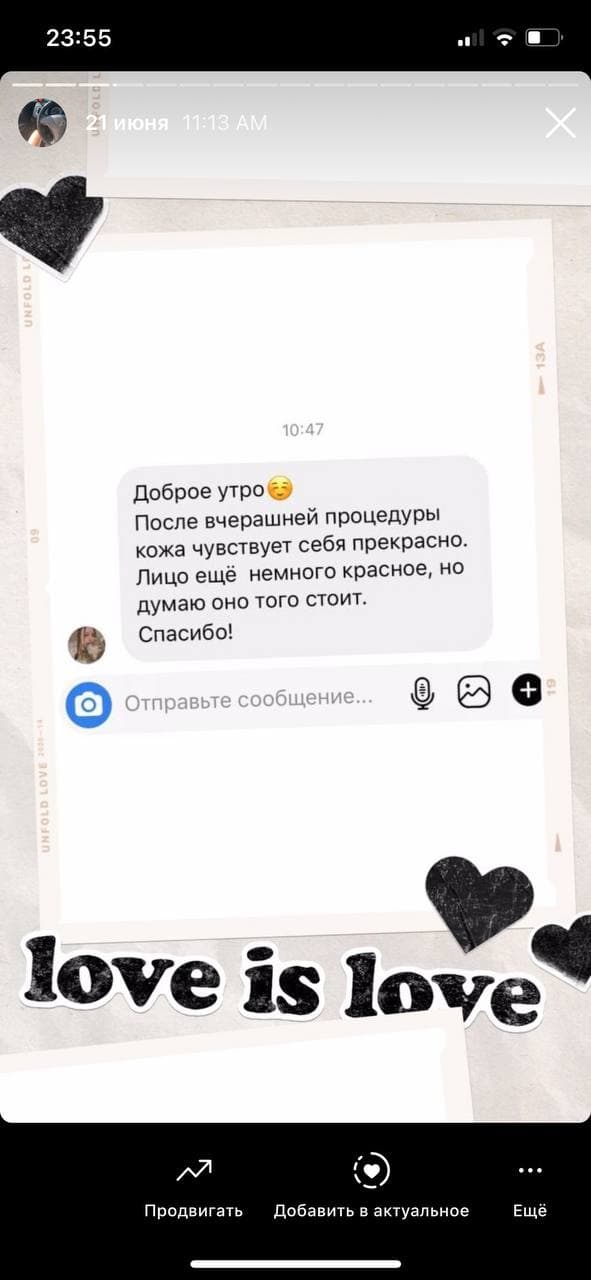 23:55
UNFOLD L
21 июня 11:13 AM
UNFOLD L
13A
10:47
Доброе утро☺️
После вчерашней процедуры
кожа чувствует себя прекрасно.
Лицо ещё немного красное, но
думаю оно того стоит.
Спасибо!
09
Отправьте сообщение...
19
UNFOLD LOVE
love is love
Продвигать
Добавить в актуальное
Ещё